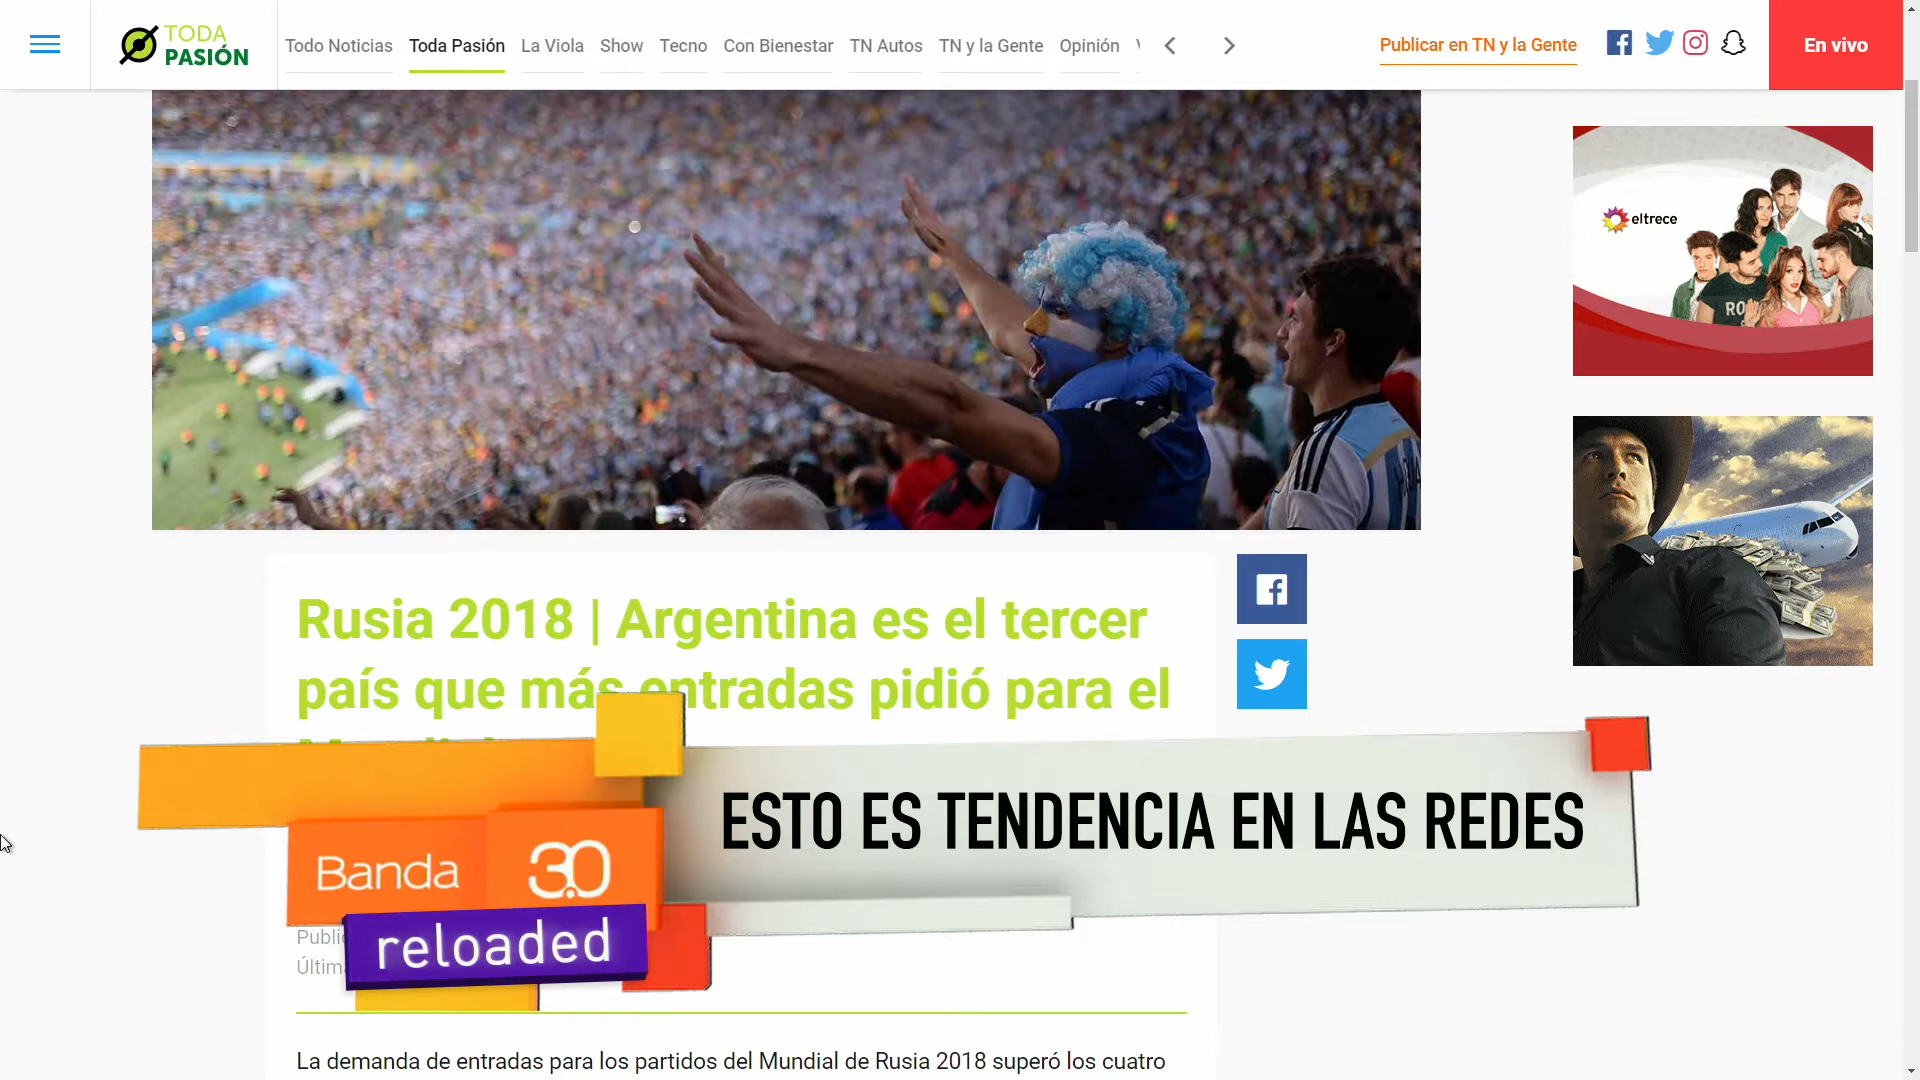 TODA
PASIÓN
Todo Noticias
Toda Pasión
La Viola
Show
Tecno
Con Bienestar
TN Autos
TN y la Gente
Opinión
Publicar en TN y la Gente
En vivo
eltrece
Rusia 2018 | Argentina es el tercer
país que más entradas pidió para el
ESTO ES TENDENCIA EN LAS REDES
Banda 3.0
reloaded
La demanda de entradas para los partidos del Mundial de Rusia 2018 superó los cuatro